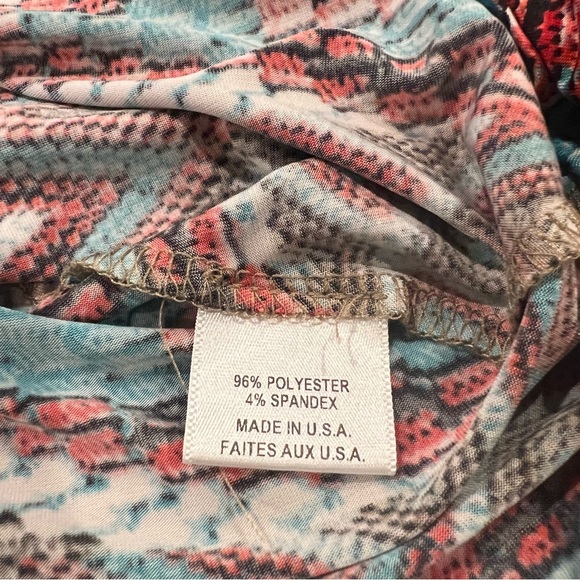 96% POLYESTER
4% SPANDEX
MADE IN U.S.A.
FAITES AUX U.S.A.